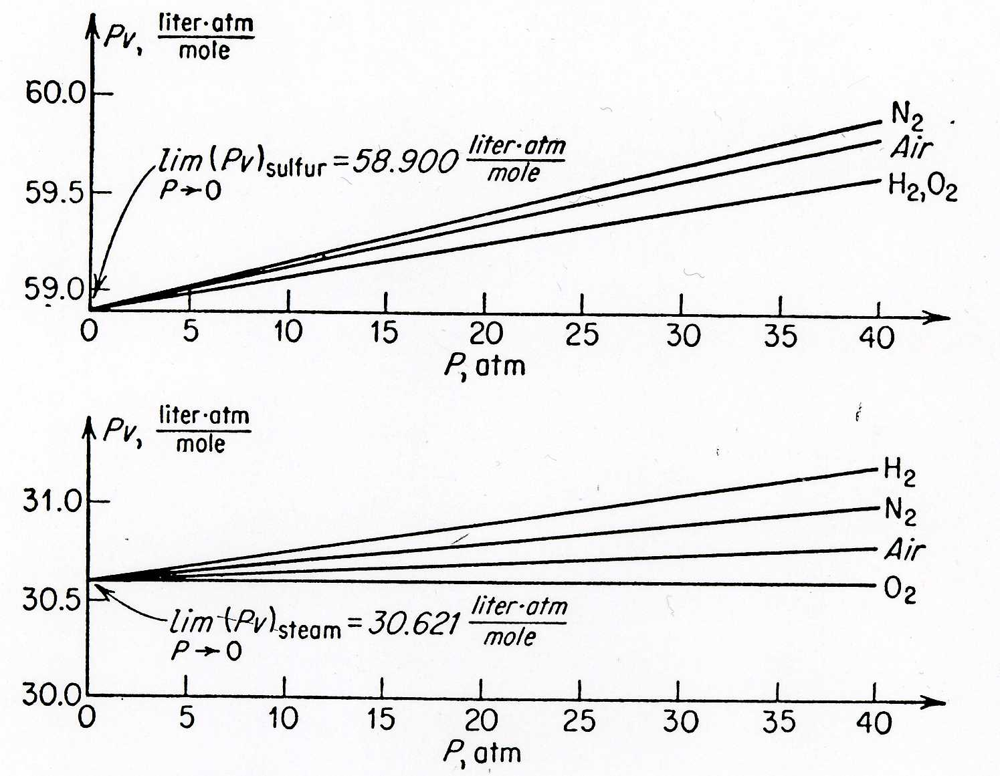 Pv, liter·atm
mole
60.0
N2
Air
lim (Pv)sulfur = 58.900 liter·atm
mole
P→0
59.5
H2,O2
59.0
0 5 10 15 20 25 30 35 40
P, atm
Pv, liter·atm
mole
H2
31.0
N2
Air
O2
30.5
lim (Pv)steam = 30.621 liter·atm
mole
P→0
30.0
0 5 10 15 20 25 30 35 40
P, atm